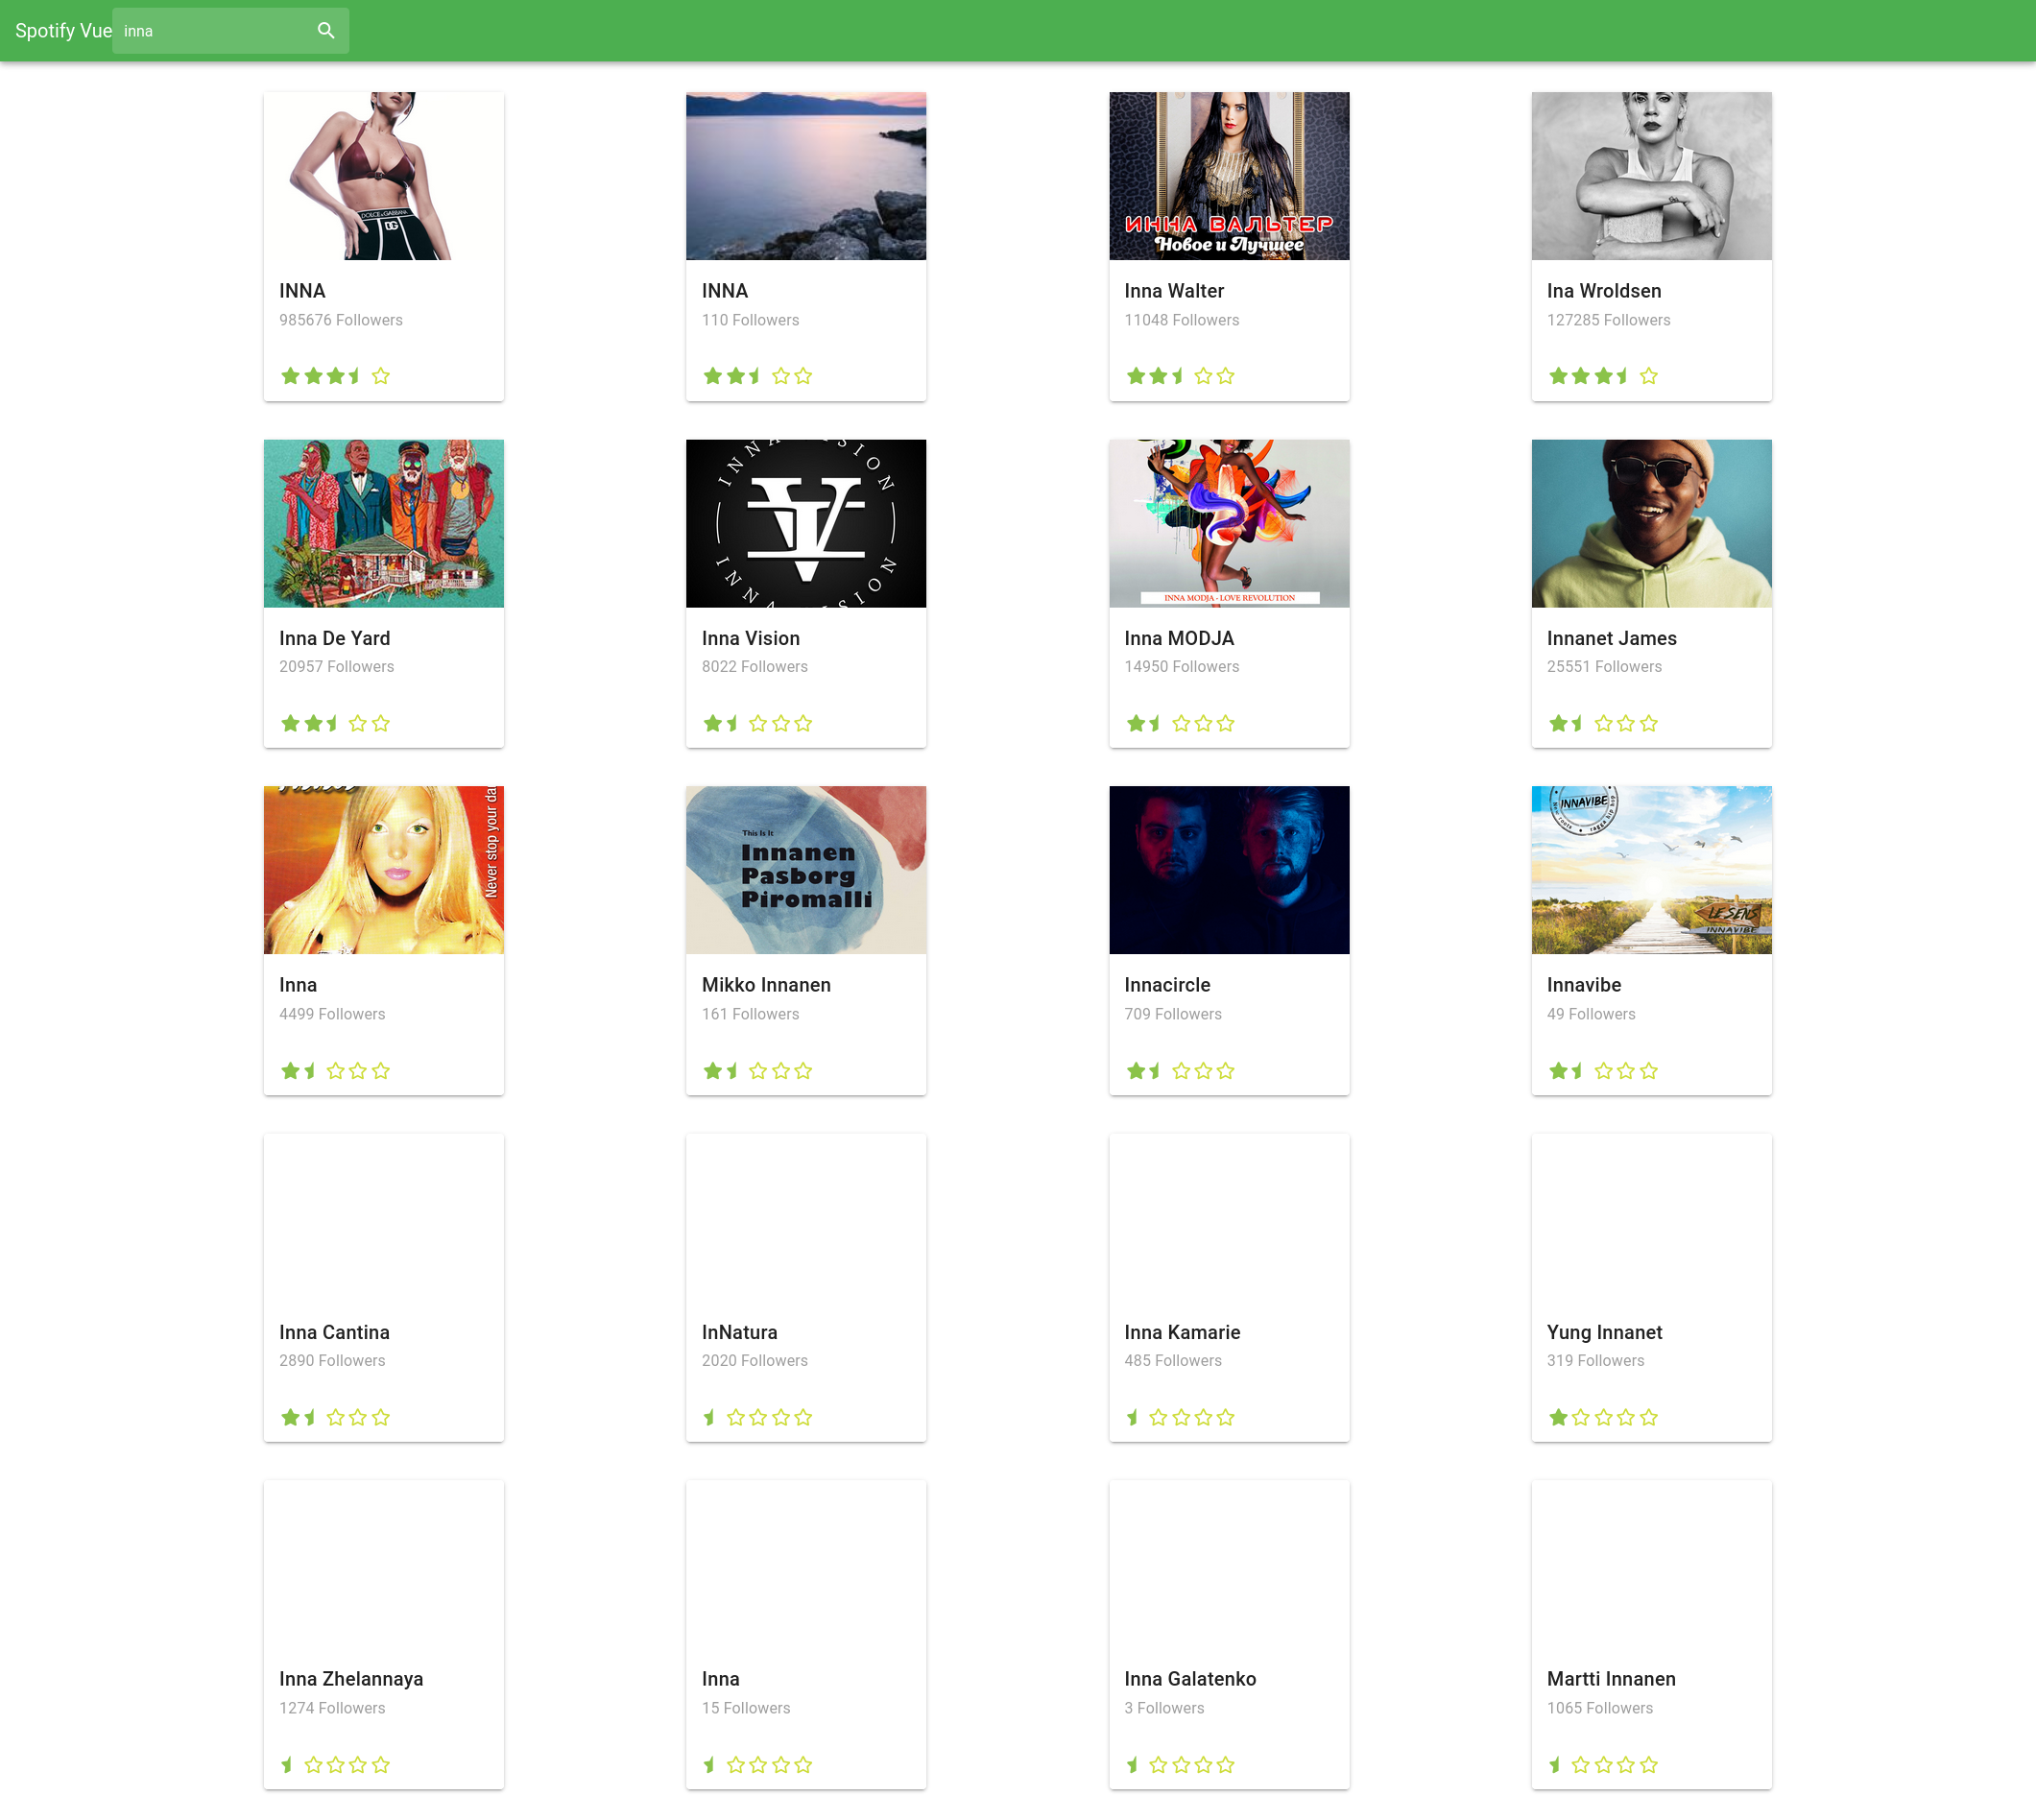 Spotify Vue
inna
DOLCE & GABBANA
DG
INNA
985676 Followers
INNA
110 Followers
ИННА ВАЛЬТЕР
Новое и Лучшее
Inna Walter
11048 Followers
Ina Wroldsen
127285 Followers
Inna De Yard
20957 Followers
INNA VISION
IV
INNA VISION
Inna Vision
8022 Followers
INNA MODJA - LOVE REVOLUTION
Inna MODJA
14950 Followers
Innanet James
25551 Followers
Never stop your
Inna
4499 Followers
This Is It
Innanen
Pasborg
Piromalli
Mikko Innanen
161 Followers
Innacircle
709 Followers
INNAVIBE
LE SENS
INNAVIBE
Innavibe
49 Followers
Inna Cantina
2890 Followers
InNatura
2020 Followers
Inna Kamarie
485 Followers
Yung Innanet
319 Followers
Inna Zhelannaya
1274 Followers
Inna
15 Followers
Inna Galatenko
3 Followers
Martti Innanen
1065 Followers